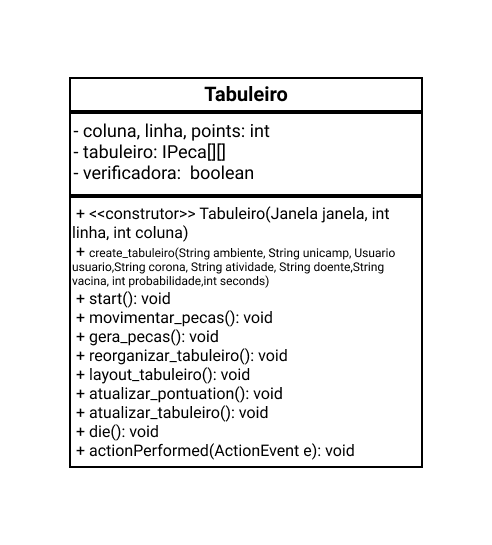 Tabuleiro
- coluna, linha, points: int
- tabuleiro: IPeca[][]
- verificadora:  boolean
+ <<construtor>> Tabuleiro(Janela janela, int
linha, int coluna)
+ create_tabuleiro(String ambiente, String unicamp, Usuario
usuario,String corona, String atividade, String doente,String
vacina, int probabilidade,int seconds)
+ start(): void
+ movimentar_pecas(): void
+ gera_pecas(): void
+ reorganizar_tabuleiro(): void
+ layout_tabuleiro(): void
+ atualizar_pontuation(): void
+ atualizar_tabuleiro(): void
+ die(): void
+ actionPerformed(ActionEvent e): void